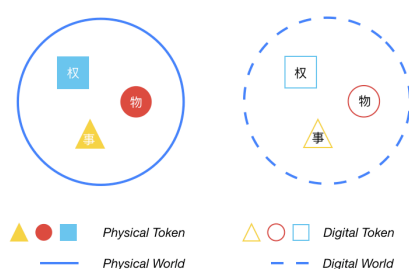 权
权
物
物
事
事
Physical Token
Digital Token
Physical World
Digital World